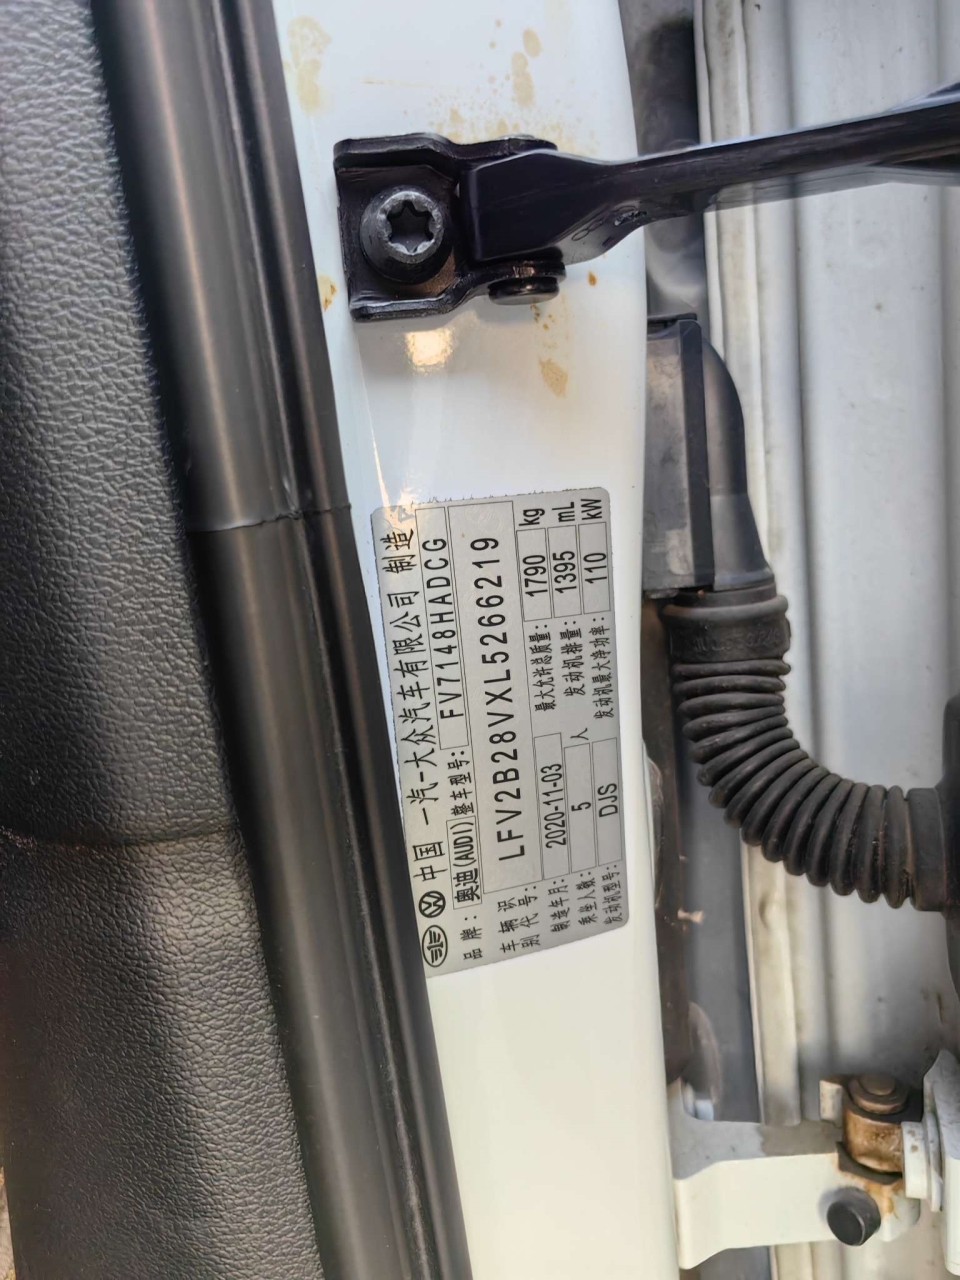 中国 一汽-大众汽车有限公司 制造
品牌: 奥迪(AUDI) 整车型号: FV7148HADCG
车辆识别代号: LFV2B28VXL5266219
制造年月: 2020-11-03 最大允许总质量: 1790 kg
乘坐人数: 5 人 发动机排量: 1395 mL
发动机型号: DJS 发动机最大净功率: 110 kW